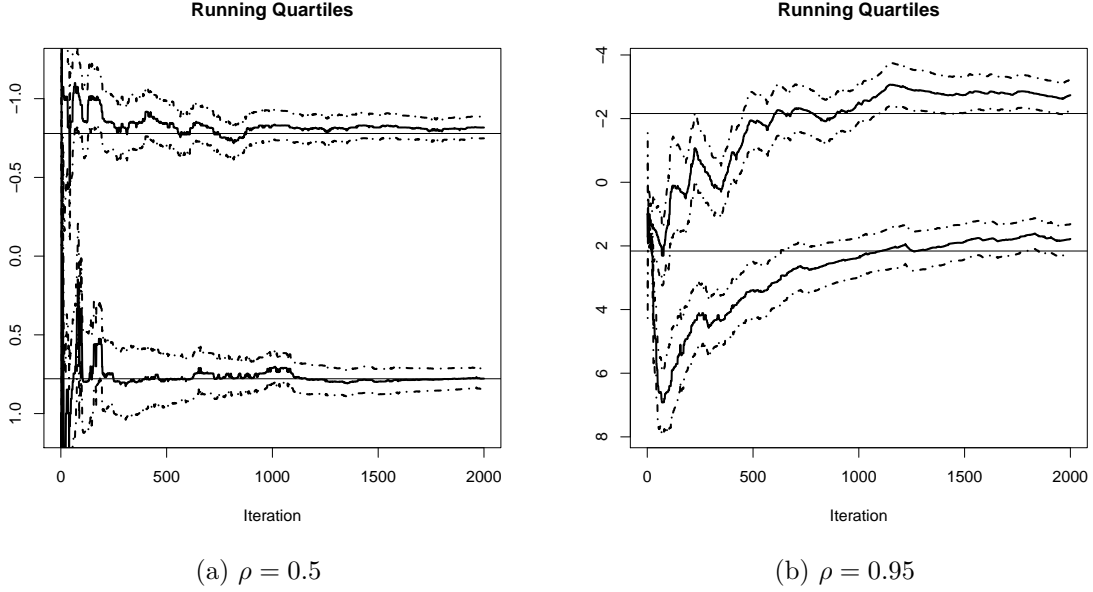 Running Quartiles
-1.0
-0.5
0.0
0.5
1.0
0 500 1000 1500 2000
Iteration
(a) ρ = 0.5
Running Quartiles
-4
-2
0
2
4
6
8
0 500 1000 1500 2000
Iteration
(b) ρ = 0.95